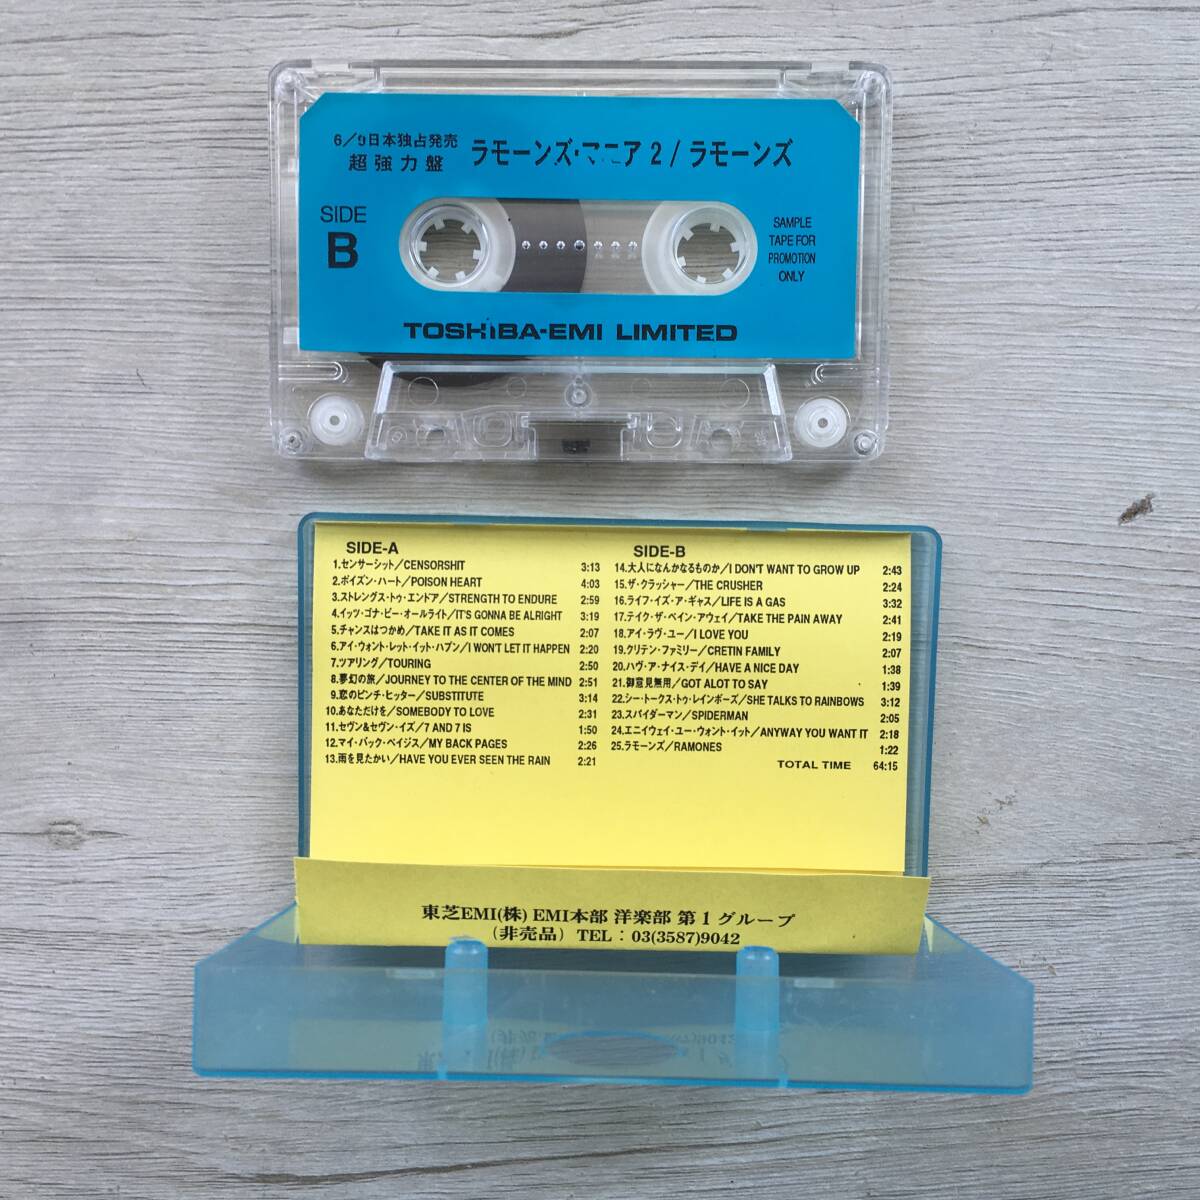 6/9日本独占発売
超強力盤
ラモーンズ・マニア 2 / ラモーンズ
SIDE
B
SAMPLE
TAPE FOR
PROMOTION
ONLY
TOSHIBA-EMI LIMITED
SIDE-A
1.センサーシット/CENSORSHIT 3:13
2.ポイズン・ハート/POISON HEART 4:03
3.ストレングス・トゥ・エンドア/STRENGTH TO ENDURE 2:59
4.イッツ・ゴナ・ビー・オールライト/IT'S GONNA BE ALRIGHT 3:19
5.チャンスはつかめ/TAKE IT AS IT COMES 2:07
6.アイ・ウォント・レット・イット・ハプン/I WON'T LET IT HAPPEN 2:20
7.ツアリング/TOURING 2:50
8.夢幻の旅/JOURNEY TO THE CENTER OF THE MIND 2:51
9.恋のピンチ・ヒッター/SUBSTITUTE 3:14
10.あなただけを/SOMEBODY TO LOVE 2:31
11.セヴン&セヴン・イズ/7 AND 7 IS 1:50
12.マイ・バック・ペイジス/MY BACK PAGES 2:26
13.雨を見たかい/HAVE YOU EVER SEEN THE RAIN 2:21
SIDE-B
14.大人になんかなるものか/I DON'T WANT TO GROW UP 2:43
15.ザ・クラッシャー/THE CRUSHER 2:24
16.ライフ・イズ・ア・ギャス/LIFE IS A GAS 3:32
17.テイク・ザ・ペイン・アウェイ/TAKE THE PAIN AWAY 2:41
18.アイ・ラヴ・ユー/I LOVE YOU 2:19
19.クリテン・ファミリー/CRETIN FAMILY 2:07
20.ハヴ・ア・ナイス・デイ/HAVE A NICE DAY 1:38
21.御意見無用/GOT ALOT TO SAY 1:39
22.シー・トークス・トゥ・レインボーズ/SHE TALKS TO RAINBOWS 3:12
23.スパイダーマン/SPIDERMAN 2:05
24.エニイウェイ・ユー・ウォント・イット/ANYWAY YOU WANT IT 2:18
25.ラモーンズ/RAMONES 1:22
TOTAL TIME 64:15
東芝EMI(株) EMI本部 洋楽部 第1グループ
(非売品) TEL:03(3587)9042